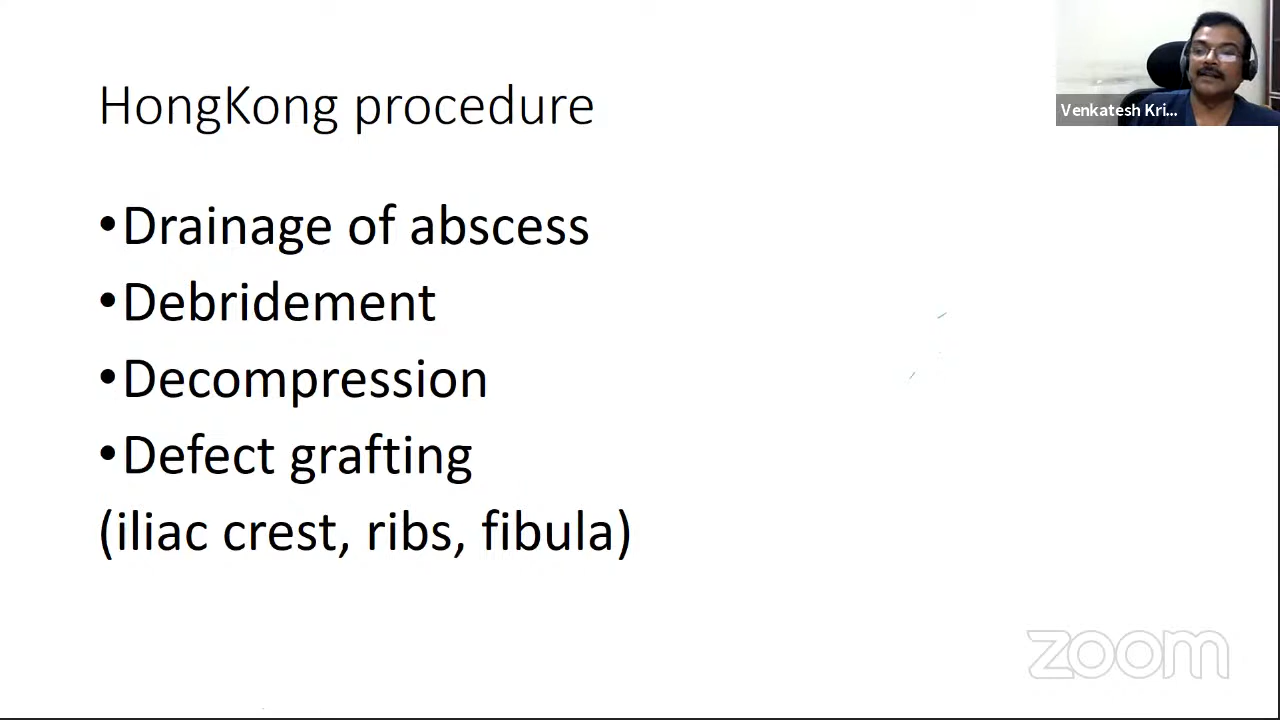 HongKong procedure
Venkatesh Kri...
•Drainage of abscess
•Debridement
•Decompression
•Defect grafting
(iliac crest, ribs, fibula)
zoom